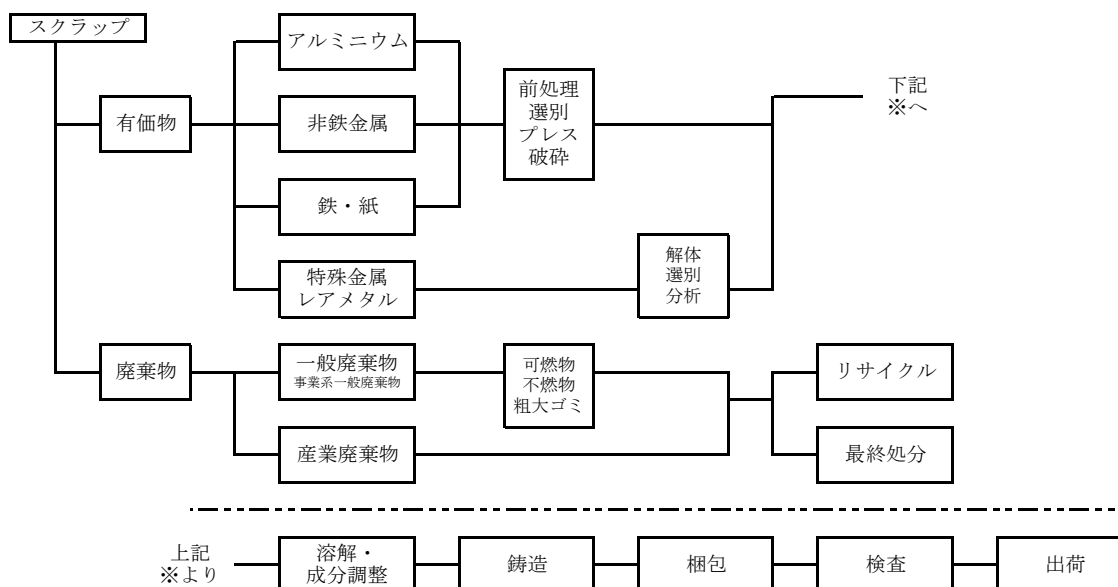 スクラップ
有価物
アルミニウム
非鉄金属
鉄・紙
特殊金属
レアメタル
前処理
選別
プレス
破砕
解体
選別
分析
下記
※へ
廃棄物
一般廃棄物
事業系一般廃棄物
産業廃棄物
可燃物
不燃物
粗大ゴミ
リサイクル
最終処分
上記
※より
溶解・
成分調整
鋳造
梱包
検査
出荷